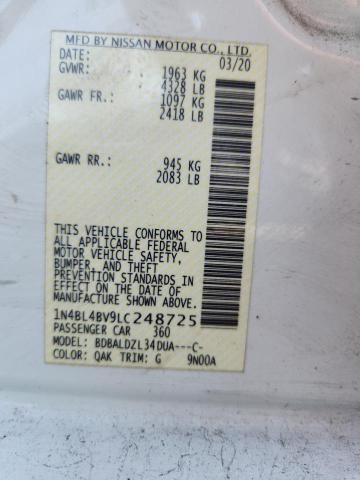 MFD BY NISSAN MOTOR CO., LTD.
DATE: 03/20
GVWR: 1963 KG
4328 LB
GAWR FR.: 1097 KG
2418 LB
GAWR RR.: 945 KG
2083 LB
THIS VEHICLE CONFORMS TO
ALL APPLICABLE FEDERAL
MOTOR VEHICLE SAFETY,
BUMPER, AND THEFT
PREVENTION STANDARDS
IN EFFECT ON THE DATE OF
MANUFACTURE SHOWN ABOVE.
1N4BL4BV9LC248725
PASSENGER CAR 360
MODEL: BDBALDZL34DUA---C-
COLOR: QAK TRIM: G 9N00A